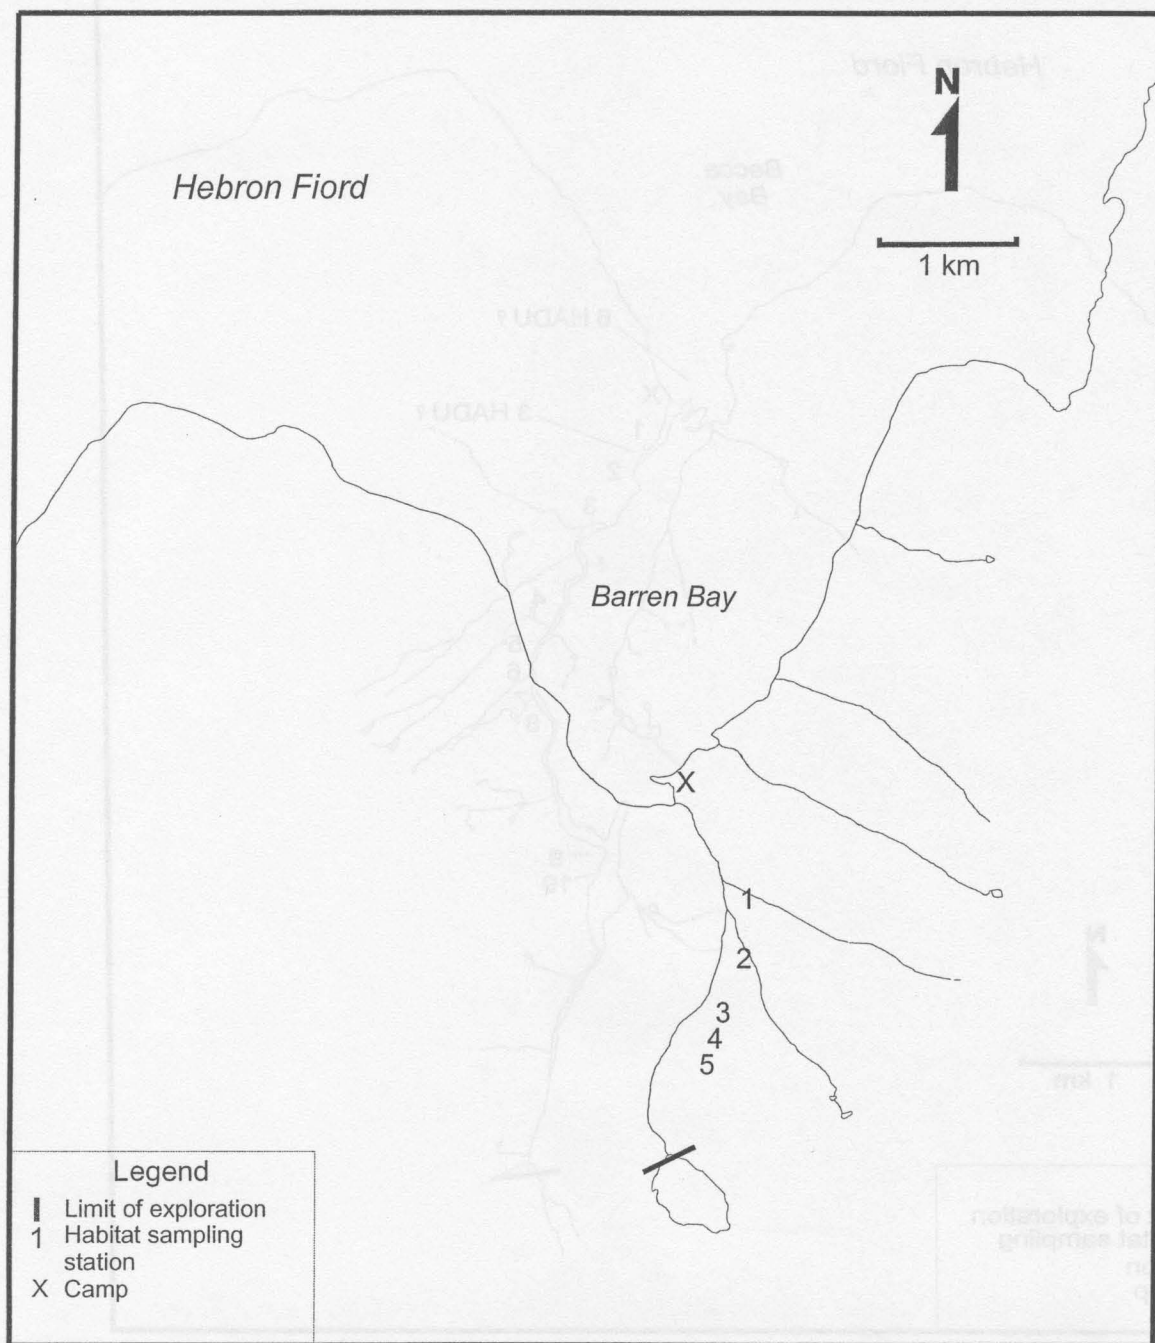 N
Hebron Fiord
1 km
Barren Bay
X
1
2
3
4
5
Legend
Limit of exploration
1 Habitat sampling
station
X Camp